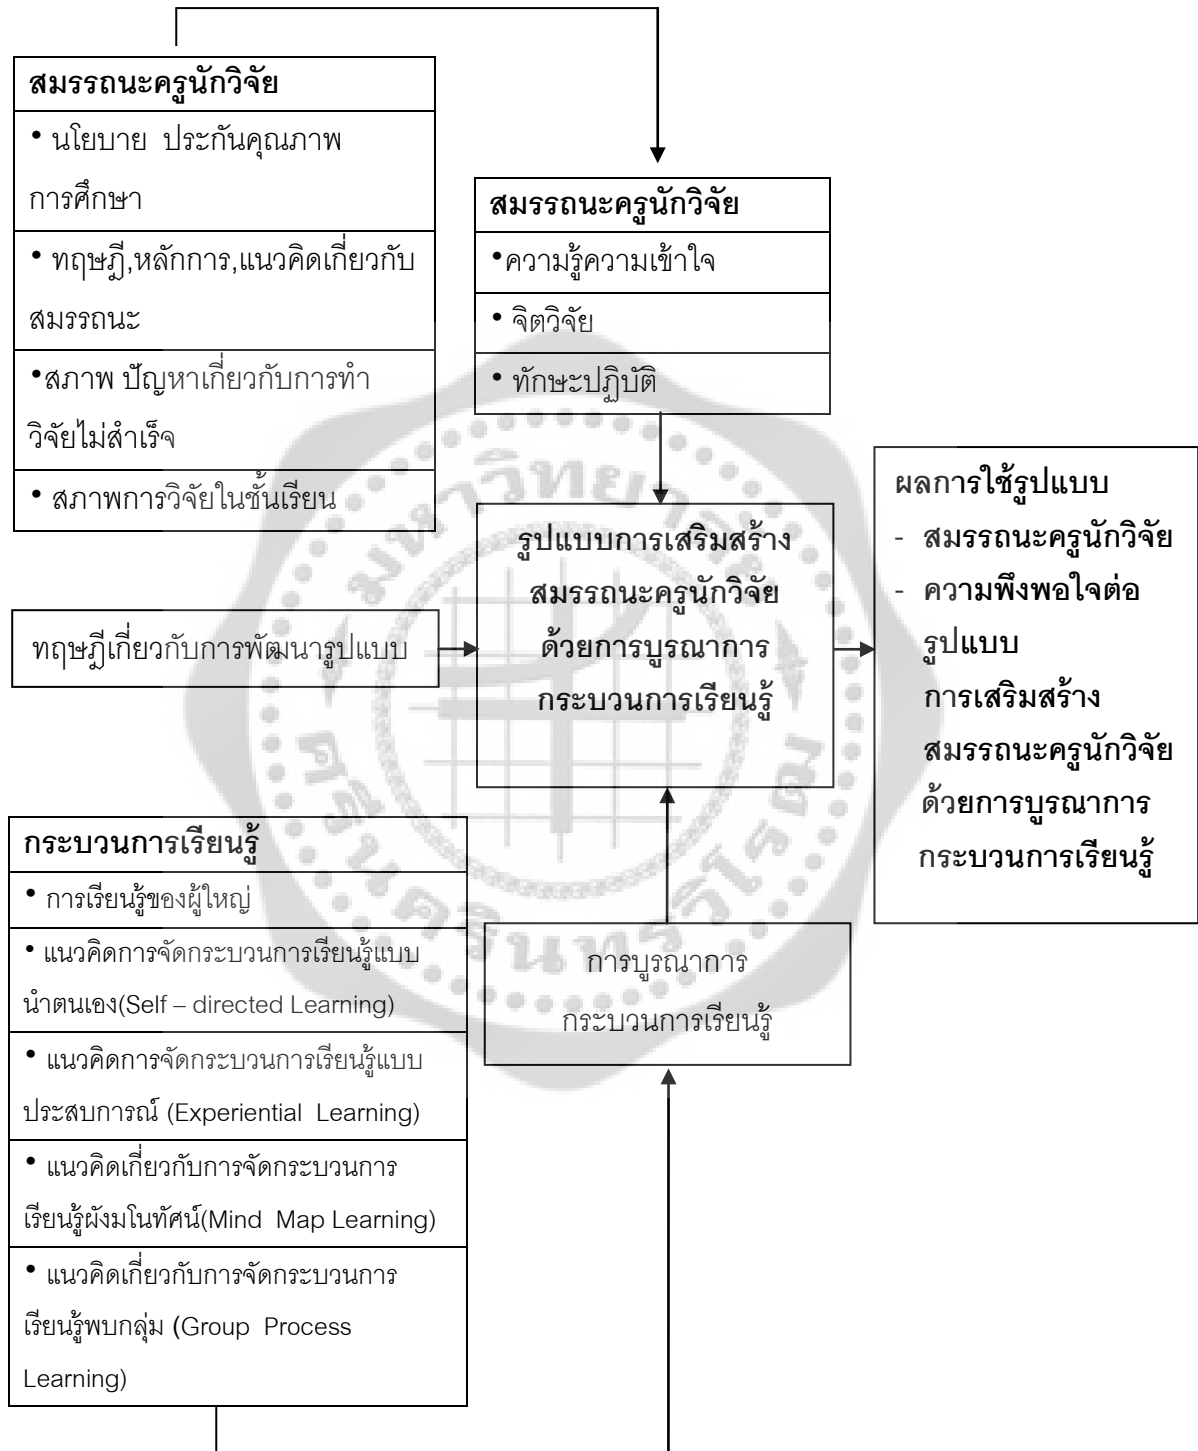 สมรรถนะครูนักวิจัย
• นโยบาย ประกันคุณภาพ
การศึกษา
• ทฤษฎี,หลักการ,แนวคิดเกี่ยวกับ
สมรรถนะ
•สภาพ ปัญหาเกี่ยวกับการทำ
วิจัยไม่สำเร็จ
• สภาพการวิจัยในชั้นเรียน
สมรรถนะครูนักวิจัย
•ความรู้ความเข้าใจ
• จิตวิจัย
• ทักษะปฏิบัติ
ทฤษฎีเกี่ยวกับการพัฒนารูปแบบ
รูปแบบการเสริมสร้าง
สมรรถนะครูนักวิจัย
ด้วยการบูรณาการ
กระบวนการเรียนรู้
ผลการใช้รูปแบบ
- สมรรถนะครูนักวิจัย
- ความพึงพอใจต่อ
รูปแบบ
การเสริมสร้าง
สมรรถนะครูนักวิจัย
ด้วยการบูรณาการ
กระบวนการเรียนรู้
กระบวนการเรียนรู้
• การเรียนรู้ของผู้ใหญ่
• แนวคิดการจัดกระบวนการเรียนรู้แบบ
นำตนเอง(Self – directed Learning)
• แนวคิดการจัดกระบวนการเรียนรู้แบบ
ประสบการณ์ (Experiential Learning)
• แนวคิดเกี่ยวกับการจัดกระบวนการ
เรียนรู้ผังมโนทัศน์(Mind Map Learning)
• แนวคิดเกี่ยวกับการจัดกระบวนการ
เรียนรู้พบกลุ่ม (Group Process
Learning)
การบูรณาการ
กระบวนการเรียนรู้
มหาวิทยาลัย
ศรีนครินทรวิโรฒ